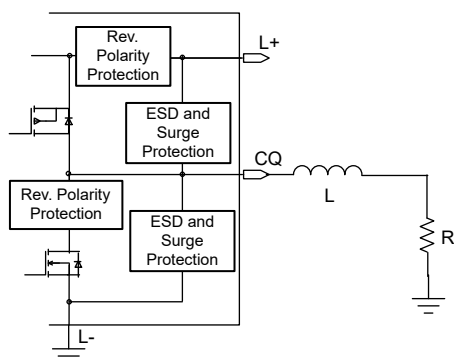 Rev.
Polarity
Protection
L+
ESD and
Surge
Protection
CQ
L
Rev. Polarity
Protection
ESD and
Surge
Protection
R
L-